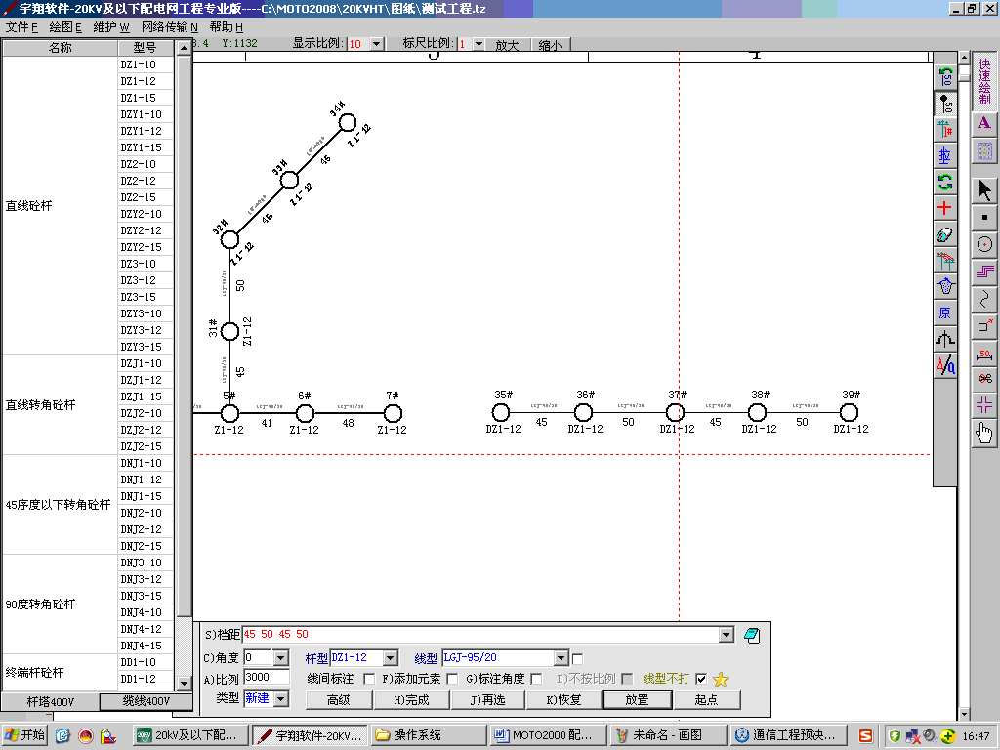 宇翔软件-20KV及以下配电网工程专业版----C:\MOTO2008\20KVHT\图纸\测试工程.tz
文件F 绘图E 维护W 网络传输N 帮助H
名称 型号
Y:1132 显示比例: 10 标尺比例: 1 放大 缩小
直线砼杆
DZ1-10
DZ1-12
DZ1-15
DZY1-10
DZY1-12
DZY1-15
DZ2-10
DZ2-12
DZ2-15
DZY2-10
DZY2-12
DZY2-15
DZ3-10
DZ3-12
DZ3-15
DZY3-10
DZY3-12
DZY3-15
直线转角砼杆
DZJ1-10
DZJ1-12
DZJ1-15
DZJ2-10
DZJ2-12
DZJ2-15
45序度以下转角砼杆
DNJ1-10
DNJ1-12
DNJ1-15
DNJ2-10
DNJ2-12
DNJ2-15
90度转角砼杆
DNJ3-10
DNJ3-12
DNJ3-15
DNJ4-10
DNJ4-12
DNJ4-15
终端杆砼杆
DD1-10
DD1-12
杆塔400V 缆线400V
34#
Z1-12
46
33#
Z1-12
46
32#
Z1-12
50
31#
Z1-12
45
5# 6# 7#
41 48
Z1-12 Z1-12 Z1-12
35# 36# 37# 38# 39#
45 50 45 50
DZ1-12 DZ1-12 DZ1-12 DZ1-12 DZ1-12
快速绘制
A
50
50
1#
拉
原
A/Q
50
S)档距 45 50 45 50
C)角度 0 杆型 DZ1-12 线型 LGJ-95/20
A)比例 3000 线间标注 F)添加元素 G)标注角度 D)不按比例 线型不打
类型 新建 高级 H)完成 J)再选 K)恢复 放置 起点
开始 20kV及以下配... 宇翔软件-20KV... 操作系统 MOTO2000 配... 未命名 - 画图 通信工程预决... 16:47